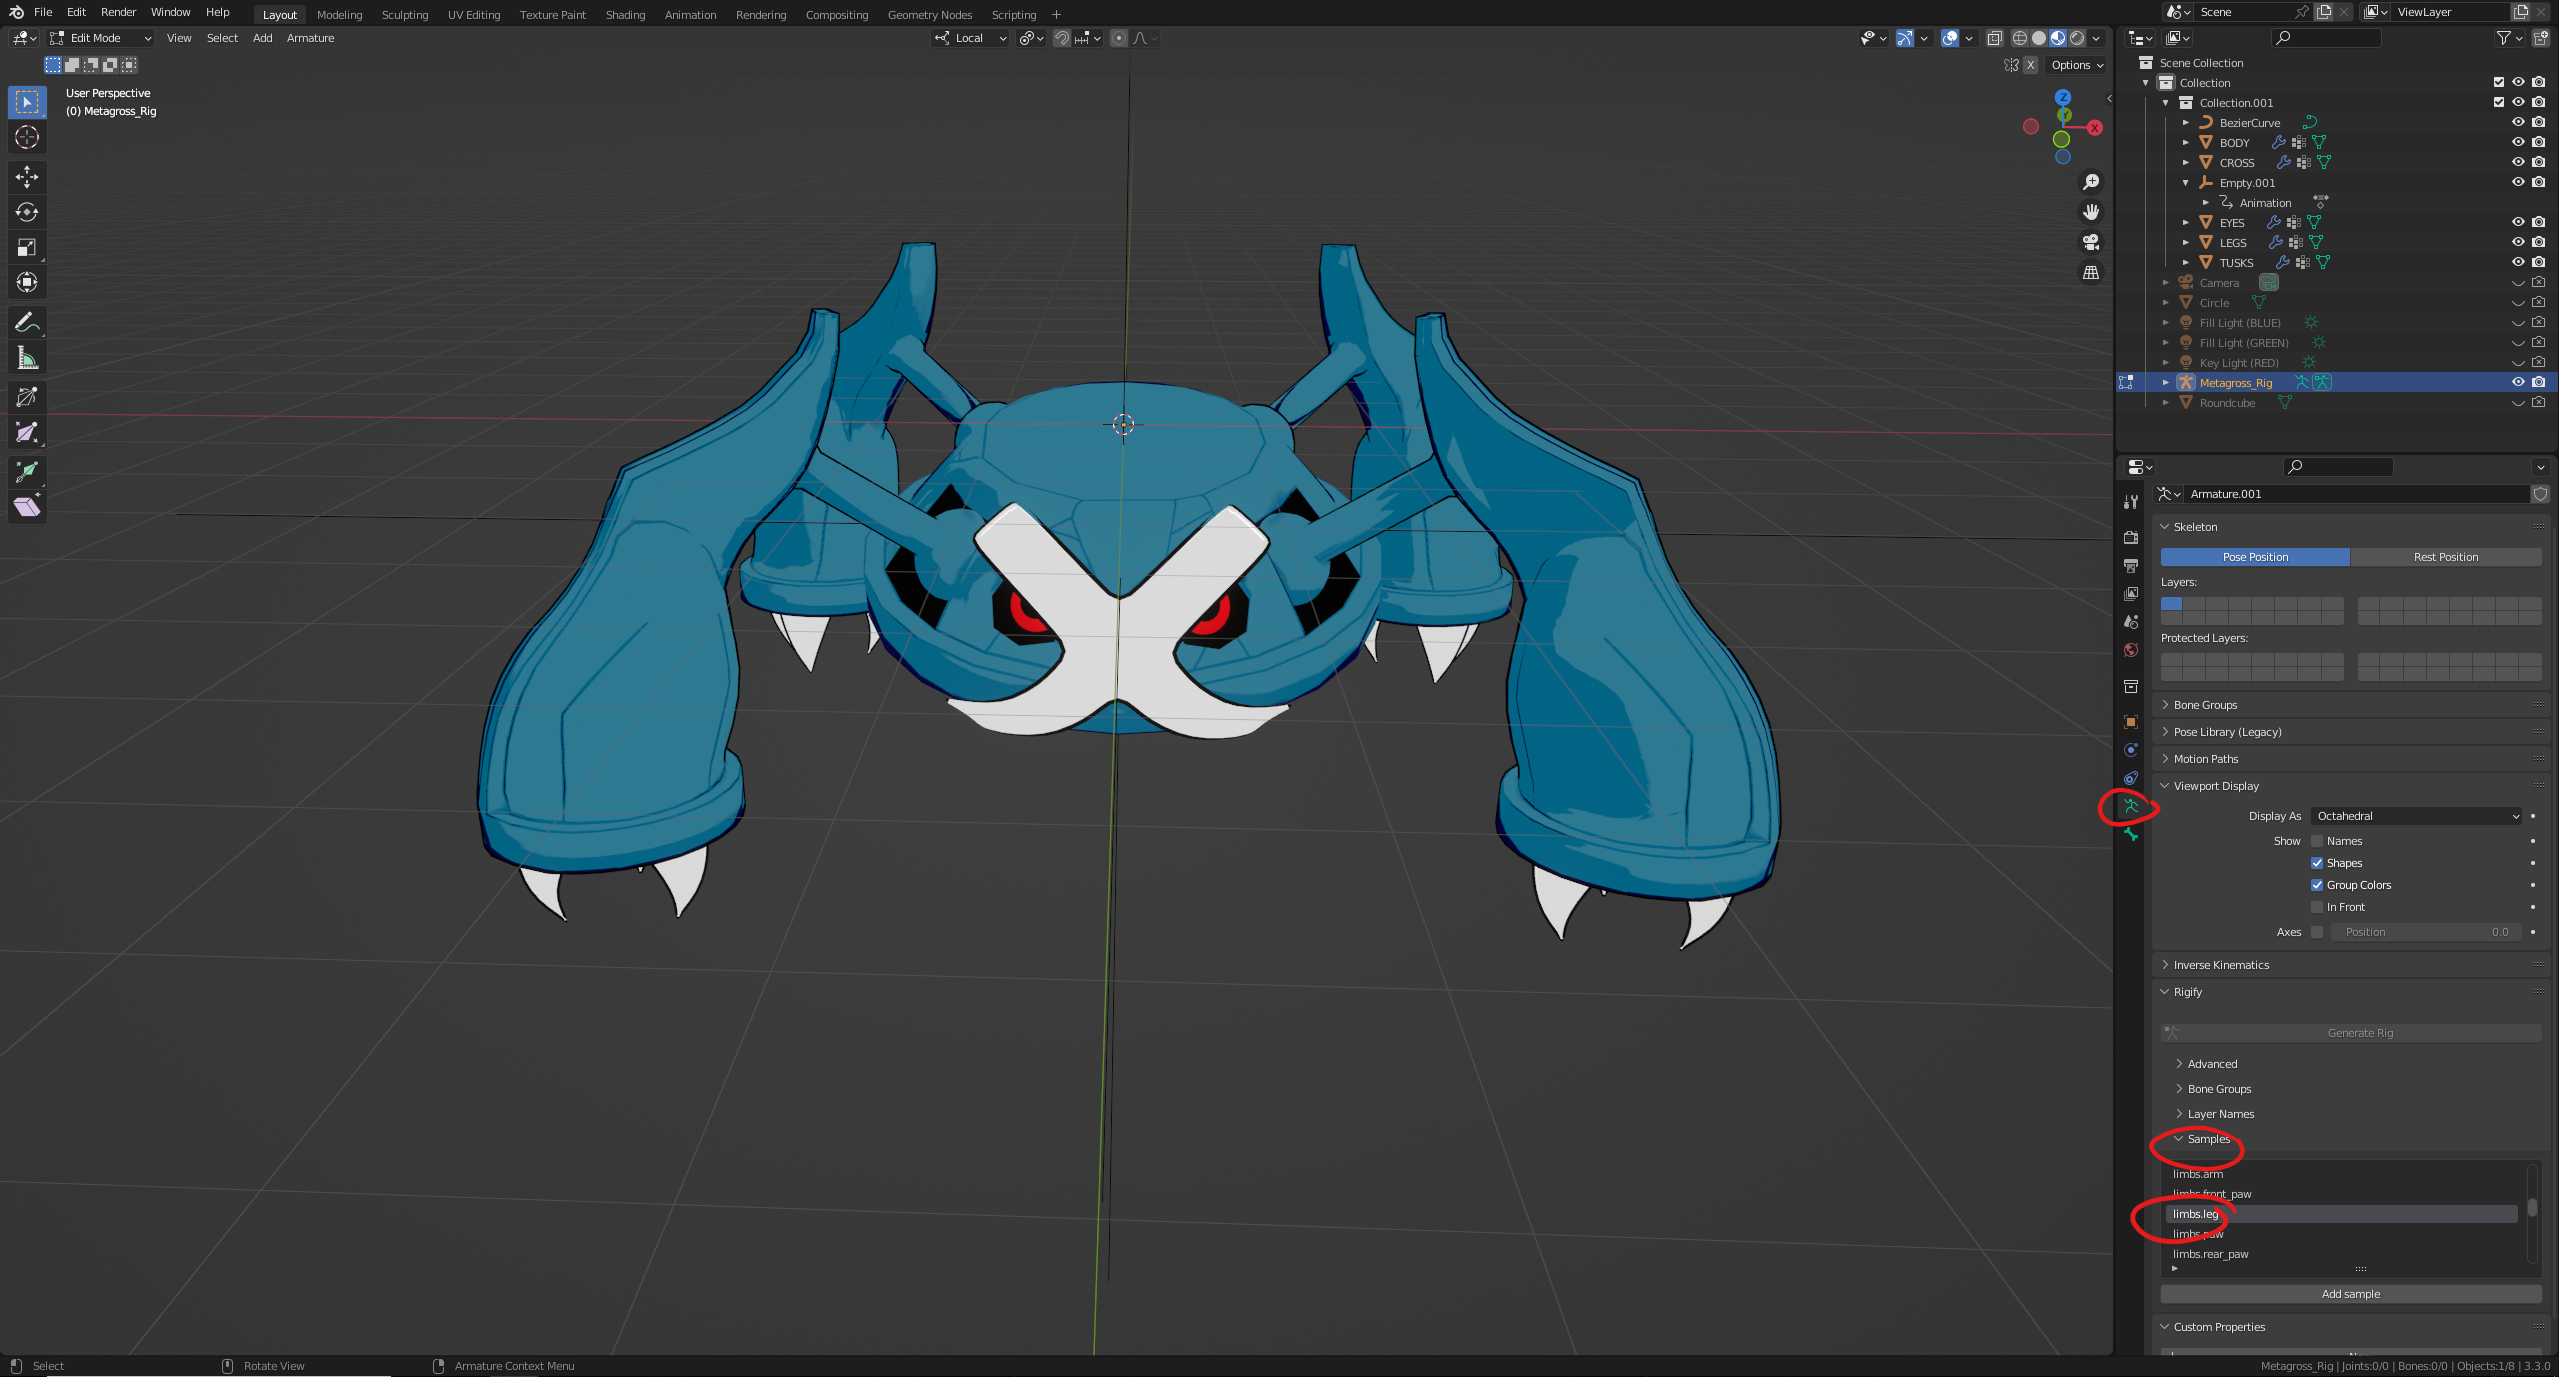 File Edit Render Window Help Layout Modeling Sculpting UV Editing Texture Paint Shading Animation Rendering Compositing Geometry Nodes Scripting + Scene ViewLayer
Edit Mode View Select Add Armature Local
X Options
User Perspective
(0) Metagross_Rig
Z
Y
X
Scene Collection
Collection
Collection.001
BezierCurve
BODY
CROSS
Empty.001
Animation
EYES
LEGS
TUSKS
Camera
Circle
Fill Light (BLUE)
Fill Light (GREEN)
Key Light (RED)
Metagross_Rig
Roundcube
Armature.001
Skeleton
Pose Position Rest Position
Layers:
Protected Layers:
Bone Groups
Pose Library (Legacy)
Motion Paths
Viewport Display
Display As Octahedral
Show Names
Shapes
Group Colors
In Front
Axes Position 0.0
Inverse Kinematics
Rigify
Generate Rig
Advanced
Bone Groups
Layer Names
Samples
limbs.arm
limbs.front_paw
limbs.leg
limbs.paw
limbs.rear_paw
Add sample
Custom Properties
Select Rotate View Armature Context Menu Metagross_Rig | Joints:0/0 | Bones:0/0 | Objects:1/8 | 3.3.0